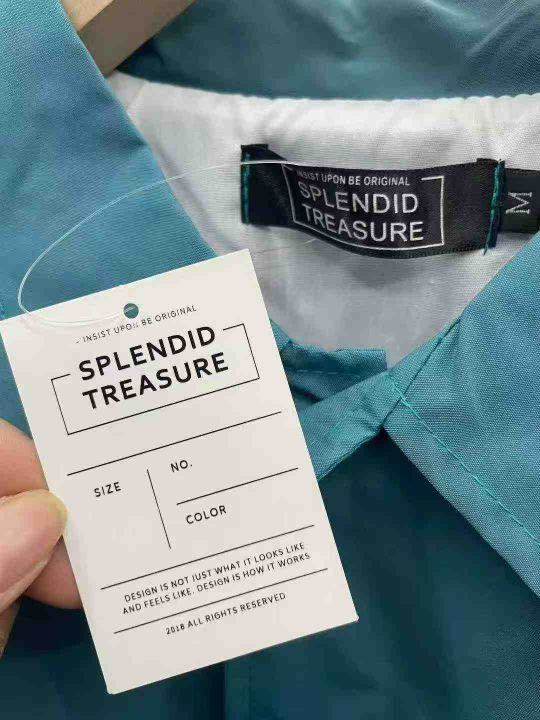 INSIST UPON BE ORIGINAL
SPLENDID
TREASURE
M
- INSIST UPON BE ORIGINAL
SPLENDID
TREASURE
SIZE
NO.
COLOR
DESIGN IS NOT JUST WHAT IT LOOKS LIKE
AND FEELS LIKE. DESIGN IS HOW IT WORKS
2018 ALL RIGHTS RESERVED